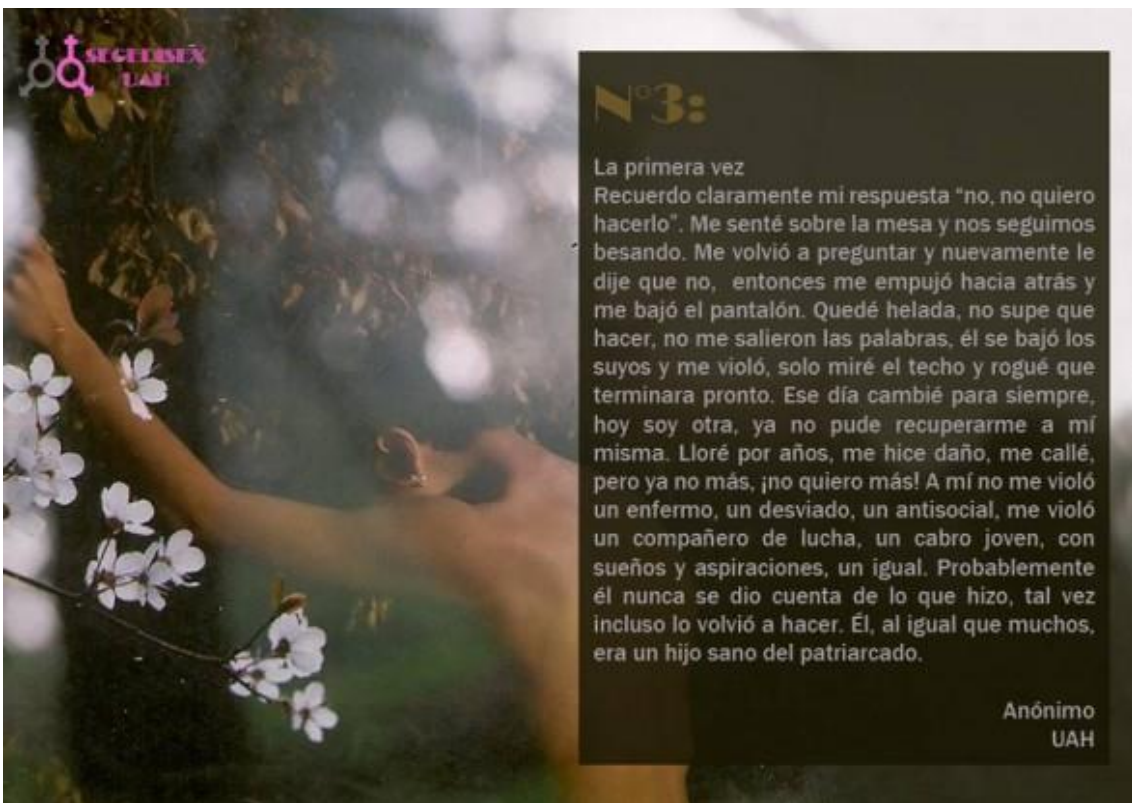 SEGEDISEX
UAH
Nº3:
La primera vez
Recuerdo claramente mi respuesta “no, no quiero
hacerlo”. Me senté sobre la mesa y nos seguimos
besando. Me volvió a preguntar y nuevamente le
dije que no, entonces me empujó hacia atrás y
me bajó el pantalón. Quedé helada, no supe que
hacer, no me salieron las palabras, él se bajó los
suyos y me violó, solo miré el techo y rogué que
terminara pronto. Ese día cambié para siempre,
hoy soy otra, ya no pude recuperarme a mí
misma. Lloré por años, me hice daño, me callé,
pero ya no más, ¡no quiero más! A mí no me violó
un enfermo, un desviado, un antisocial, me violó
un compañero de lucha, un cabro joven, con
sueños y aspiraciones, un igual. Probablemente
él nunca se dio cuenta de lo que hizo, tal vez
incluso lo volvió a hacer. Él, al igual que muchos,
era un hijo sano del patriarcado.
Anónimo
UAH